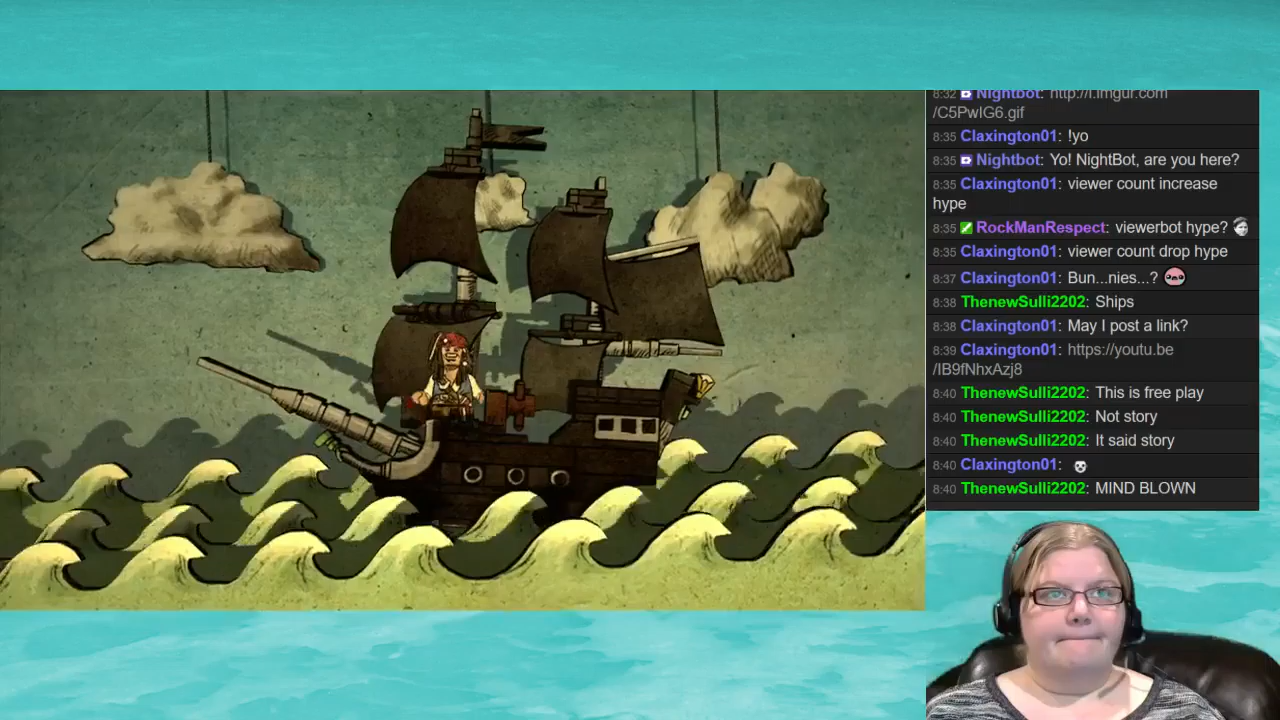 8:32 Nightbot: http://i.imgur.com
/C5PwIG6.gif
8:35 Claxington01: !yo
8:35 Nightbot: Yo! NightBot, are you here?
8:35 Claxington01: viewer count increase
hype
8:35 RockManRespect: viewerbot hype?
8:35 Claxington01: viewer count drop hype
8:37 Claxington01: Bun...nies...?
8:38 ThenewSulli2202: Ships
8:38 Claxington01: May I post a link?
8:39 Claxington01: https://youtu.be
/IB9fNhxAzj8
8:40 ThenewSulli2202: This is free play
8:40 ThenewSulli2202: Not story
8:40 ThenewSulli2202: It said story
8:40 Claxington01:
8:40 ThenewSulli2202: MIND BLOWN